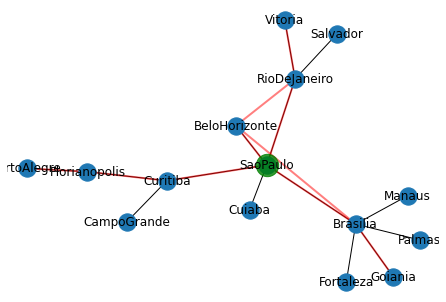 Vitoria
Salvador
RioDeJaneiro
BeloHorizonte
SaoPaulo
rtoAlegre
Florianopolis
Curitiba
Manaus
Cuiaba
CampoGrande
Brasilia
Palmas
Goiania
Fortaleza